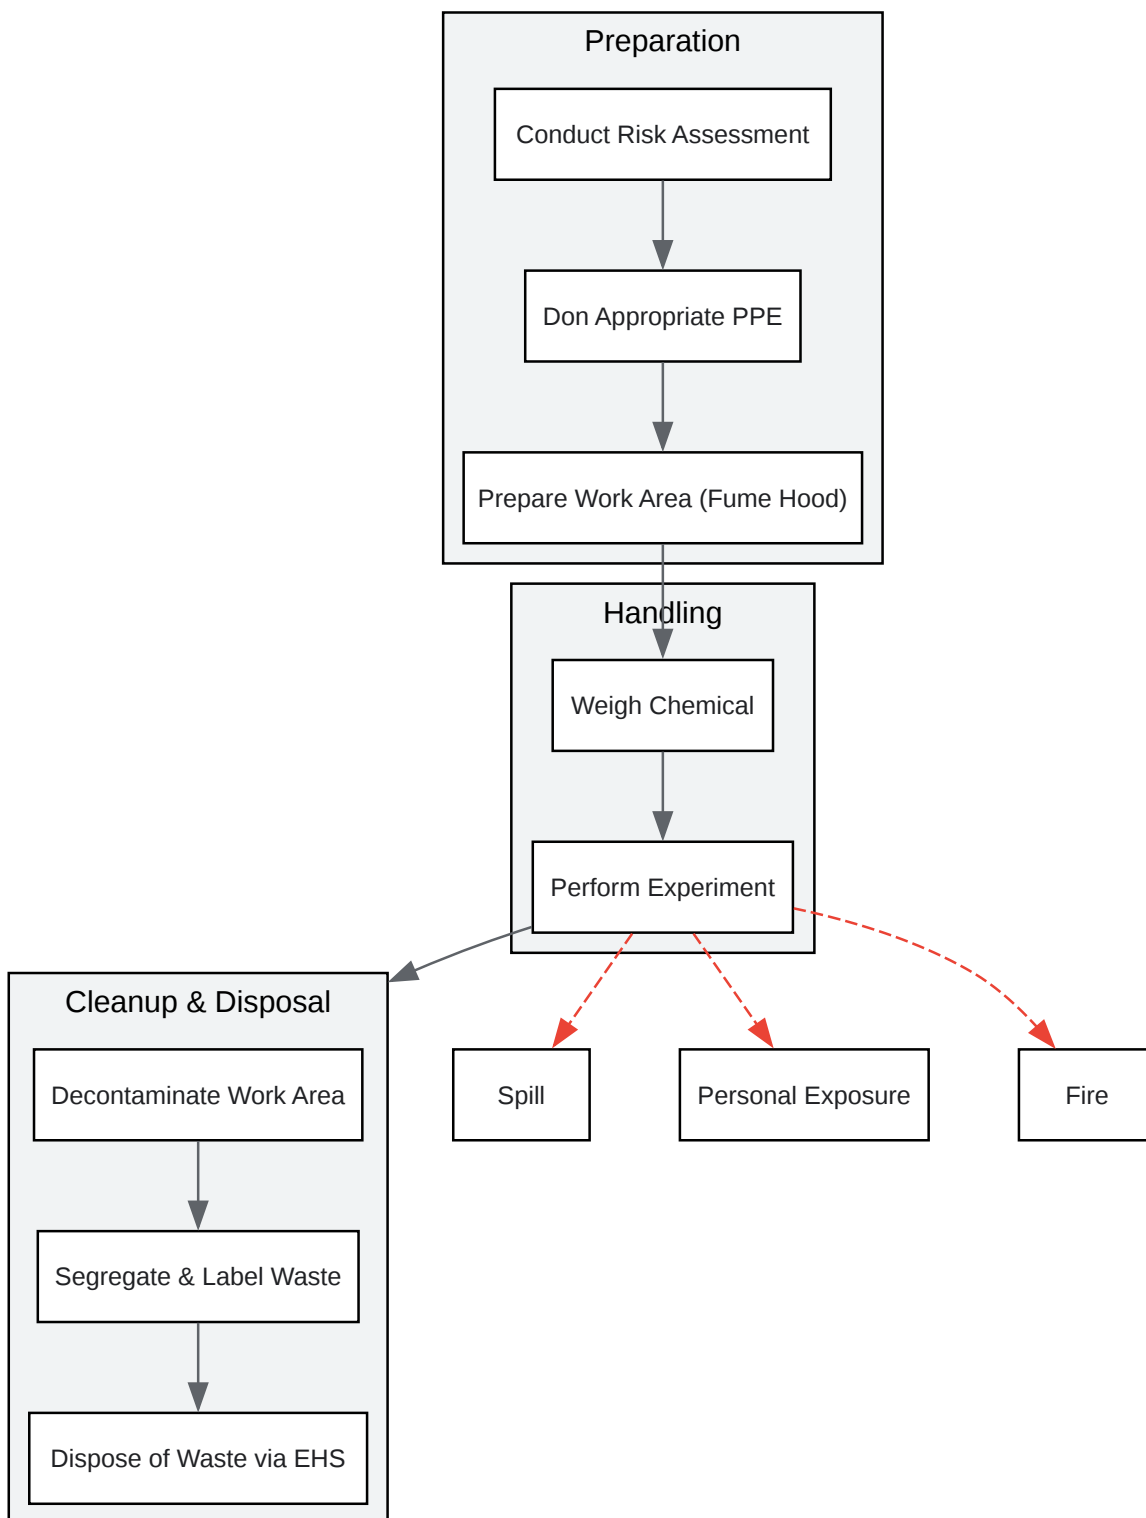 Preparation
Conduct Risk Assessment
Don Appropriate PPE
Prepare Work Area (Fume Hood)
Handling
Weigh Chemical
Perform Experiment
Cleanup & Disposal
Decontaminate Work Area
Spill
Personal Exposure
Fire
Segregate & Label Waste
Dispose of Waste via EHS